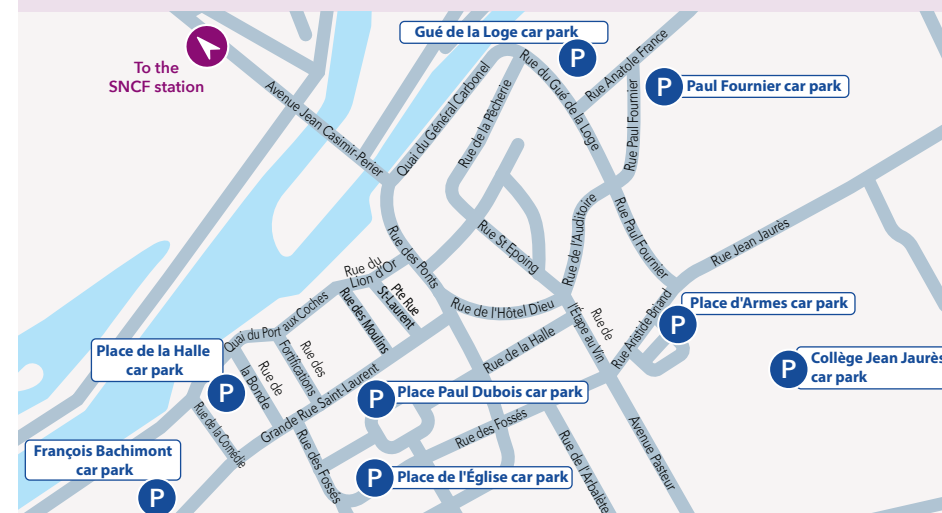 Gué de la Loge car park
P
To the
SNCF station
Paul Fournier car park
P
Rue Anatole France
Rue du Gué de la Loge
Avenue Jean Casimir-Perier
Quai du Général Carbonel
Rue de la Pêcherie
Rue Paul Fournier
Rue de l'Auditoire
Rue Paul Fournier
Rue Jean Jaurès
Rue St Epoing
Rue des Ponts
Rue du
Lion d'Or
Pte Rue
St-Laurent
Rue des Moulins
Rue de l'Hôtel Dieu
Rue de
l'Étape au Vin
Rue Aristide Briand
Place d'Armes car park
P
Quai du Port aux Coches
Rue des
Fortifications
Rue de
la Bonde
Rue de la Halle
Place de la Halle
car park
P
Grande Rue Saint-Laurent
Place Paul Dubois car park
P
Collège Jean Jaurès
car park
P
Rue de la Comédie
Rue des Fossés
Rue des Fossés
Rue de l'Arbalète
Avenue Pasteur
François Bachimont
car park
P
Place de l'Église car park
P